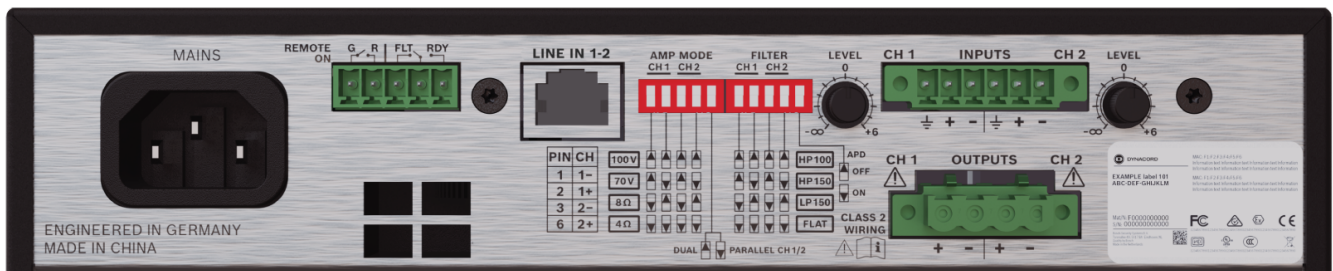 MAINS
REMOTE ON
G R FLT RDY
LINE IN 1-2
AMP MODE
CH 1 CH 2
FILTER
CH 1 CH 2
LEVEL
0
-∞ +6
CH 1 INPUTS CH 2
+ - + -
LEVEL
0
-∞ +6
PIN CH
1 1-
2 1+
3 2-
6 2+
100V
70V
8Ω
4Ω
DUAL
PARALLEL CH 1/2
HP100
HP150
LP150
FLAT
APD
OFF
ON
CH 1 OUTPUTS CH 2
CLASS 2
WIRING
+ - + -
DYNACORD
EXAMPLE label 101
ABC-DEF-GHIJKLM
FC CE
ENGINEERED IN GERMANY
MADE IN CHINA